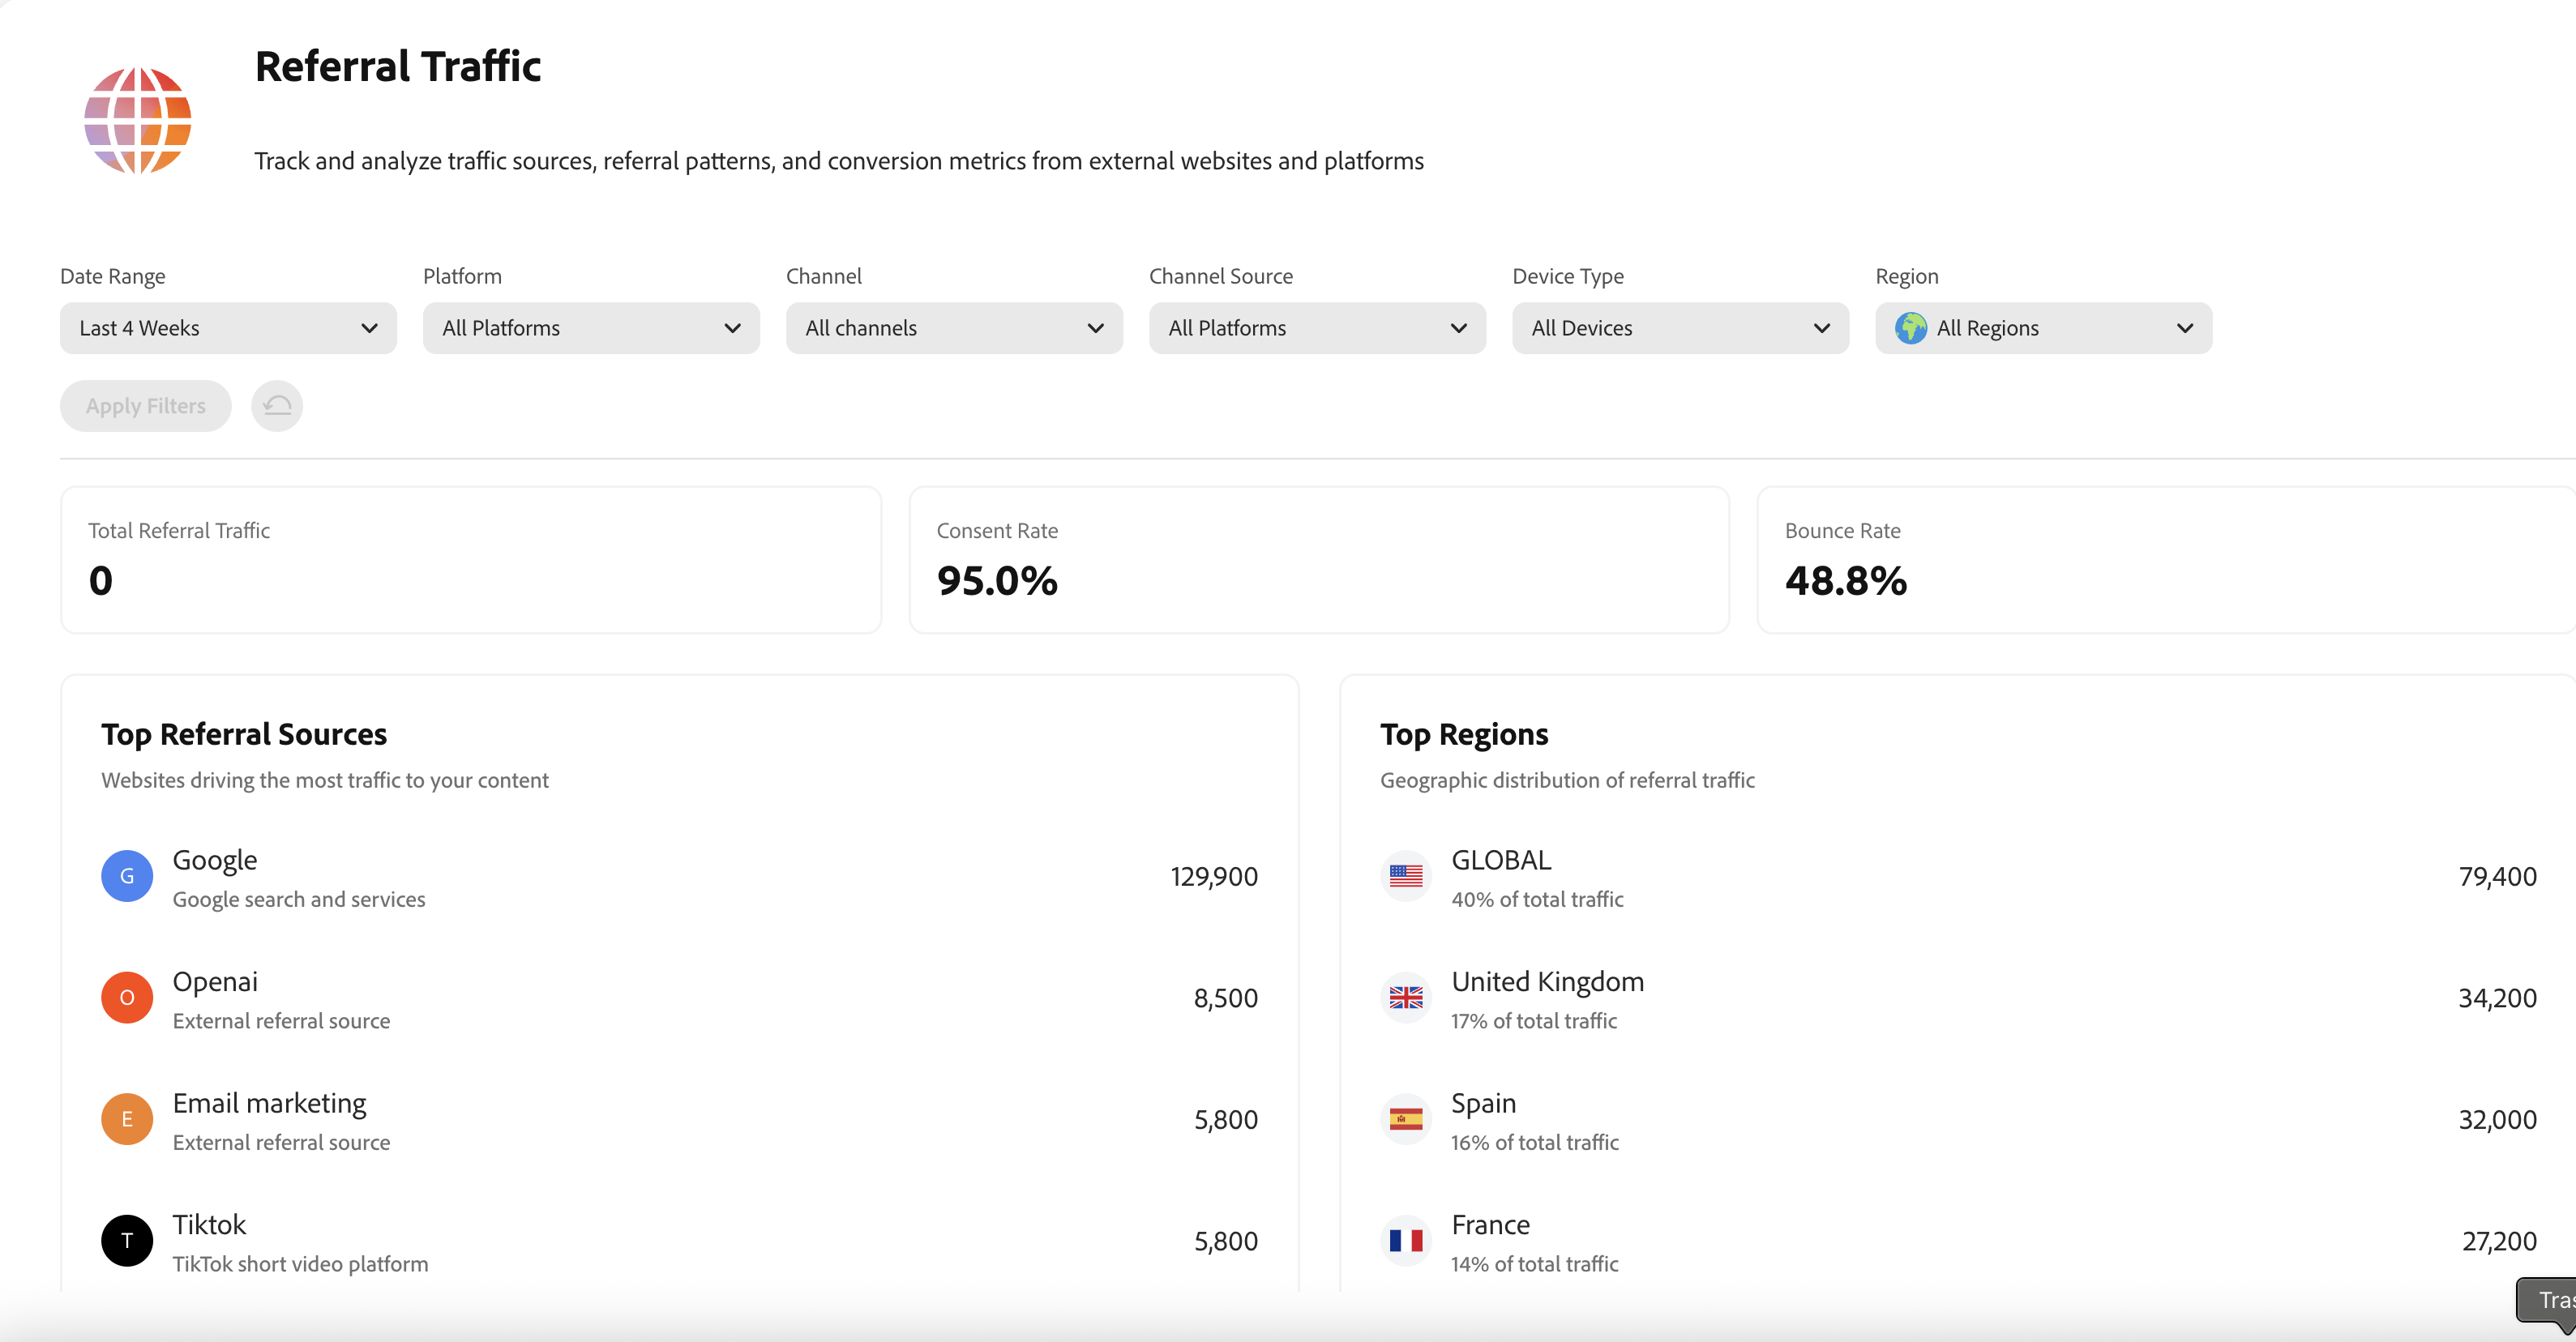 Referral Traffic
Track and analyze traffic sources, referral patterns, and conversion metrics from external websites and platforms
Date Range
Platform
Channel
Channel Source
Device Type
Region
Last 4 Weeks
All Platforms
All channels
All Platforms
All Devices
All Regions
Apply Filters
Total Referral Traffic
0
Consent Rate
95.0%
Bounce Rate
48.8%
Top Referral Sources
Websites driving the most traffic to your content
G
Google
Google search and services
129,900
O
Openai
External referral source
8,500
E
Email marketing
External referral source
5,800
T
Tiktok
TikTok short video platform
5,800
Top Regions
Geographic distribution of referral traffic
GLOBAL
40% of total traffic
79,400
United Kingdom
17% of total traffic
34,200
Spain
16% of total traffic
32,000
France
14% of total traffic
27,200